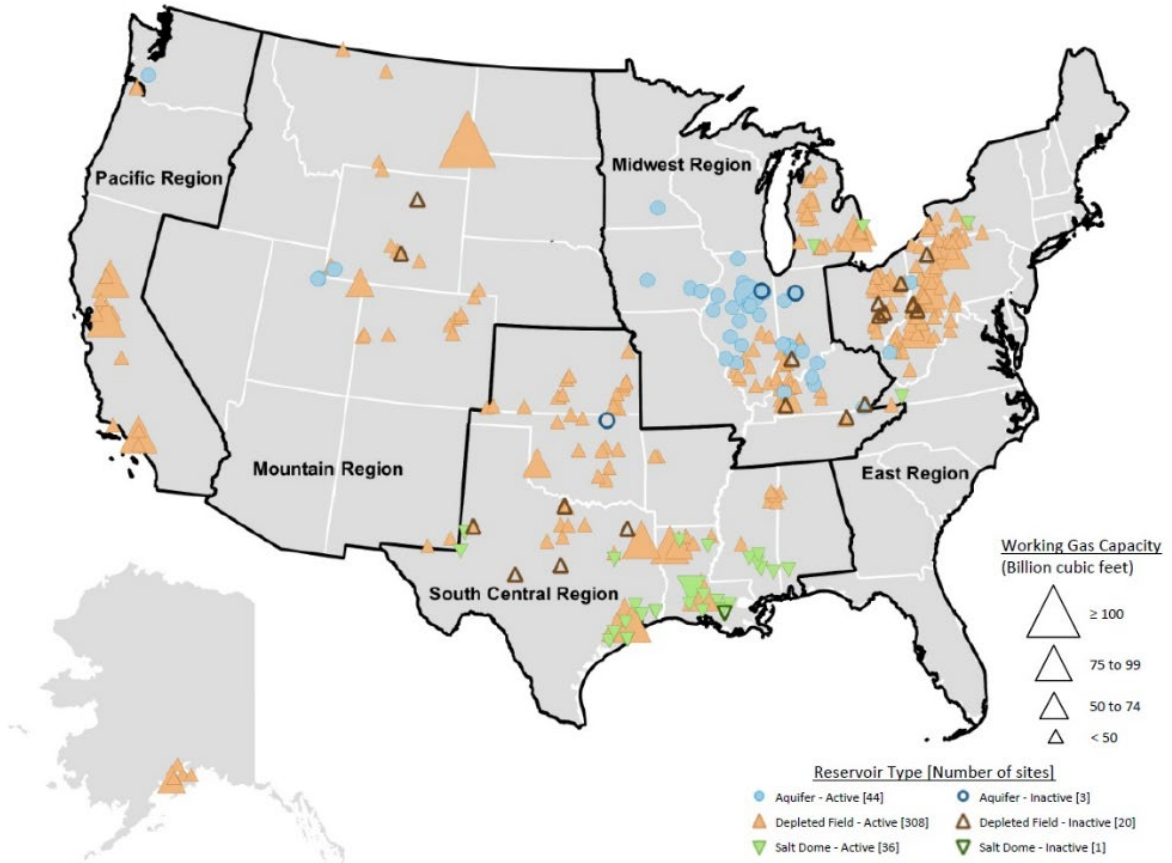 Pacific Region
Midwest Region
Mountain Region
East Region
South Central Region
Working Gas Capacity
(Billion cubic feet)
≥ 100
75 to 99
50 to 74
< 50
Reservoir Type [Number of sites]
Aquifer - Active [44]
Aquifer - Inactive [3]
Depleted Field - Active [308]
Depleted Field - Inactive [20]
Salt Dome - Active [36]
Salt Dome - Inactive [1]